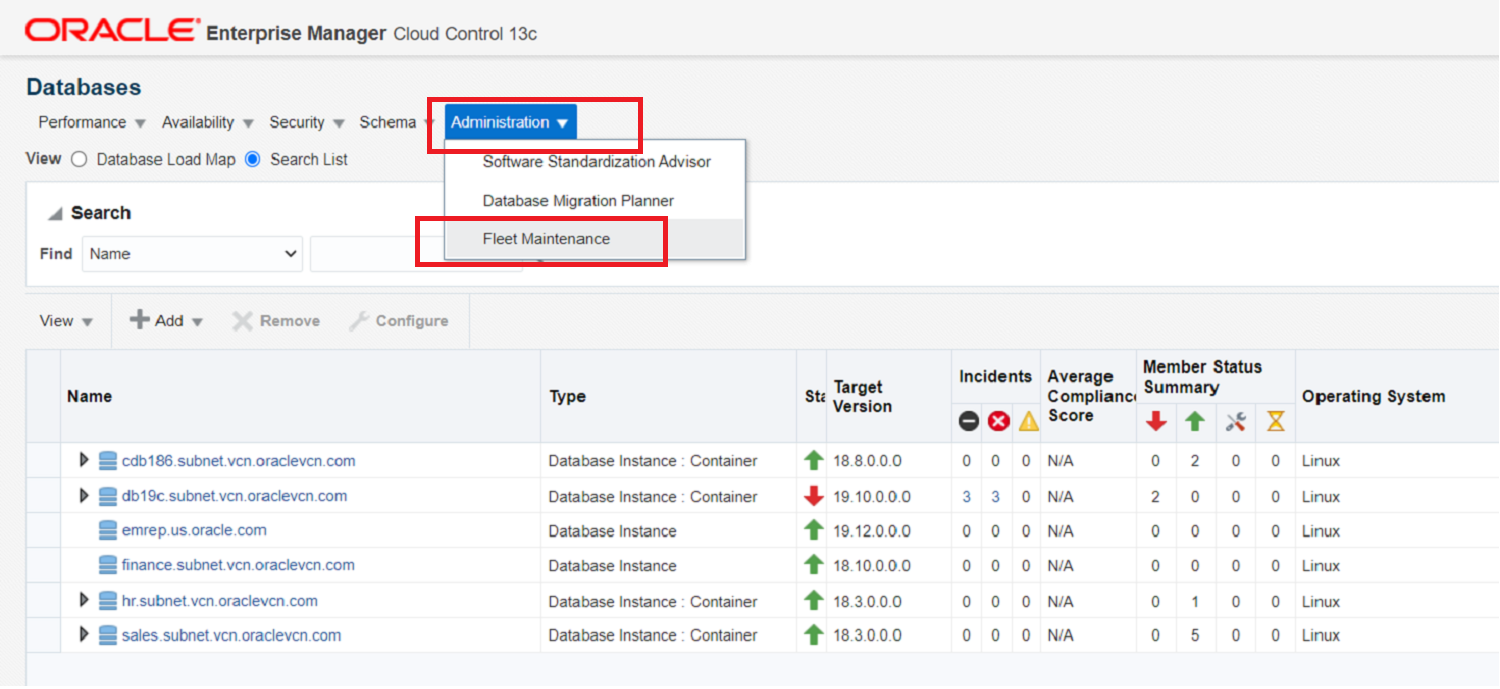 ORACLE Enterprise Manager Cloud Control 13c
Databases
Performance Availability Security Schema Administration
View Database Load Map Search List
Software Standardization Advisor
Database Migration Planner
Fleet Maintenance
Search
Find Name
View Add Remove Configure
Name Type Sta Target Version Incidents Average Compliance Score Member Status Summary Operating System
cdb186.subnet.vcn.oraclevcn.com Database Instance : Container 18.8.0.0.0 0 0 0 N/A 0 2 0 0 Linux
db19c.subnet.vcn.oraclevcn.com Database Instance : Container 19.10.0.0.0 3 3 0 N/A 2 0 0 0 Linux
emrep.us.oracle.com Database Instance 19.12.0.0.0 0 0 0 N/A 0 0 0 0 Linux
finance.subnet.vcn.oraclevcn.com Database Instance 18.10.0.0.0 0 0 0 N/A 0 0 0 0 Linux
hr.subnet.vcn.oraclevcn.com Database Instance : Container 18.3.0.0.0 0 0 0 N/A 0 1 0 0 Linux
sales.subnet.vcn.oraclevcn.com Database Instance : Container 18.3.0.0.0 0 0 0 N/A 0 5 0 0 Linux